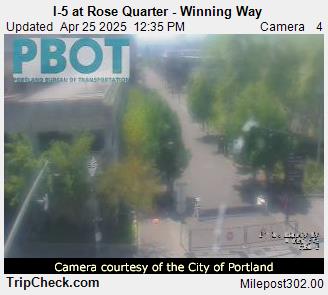 I-5 at Rose Quarter - Winning Way
Updated Apr 25 2025 12:35 PM Camera 4
PBOT
PORTLAND BUREAU OF TRANSPORTATION
Camera courtesy of the City of Portland
TripCheck.com Milepost302.00